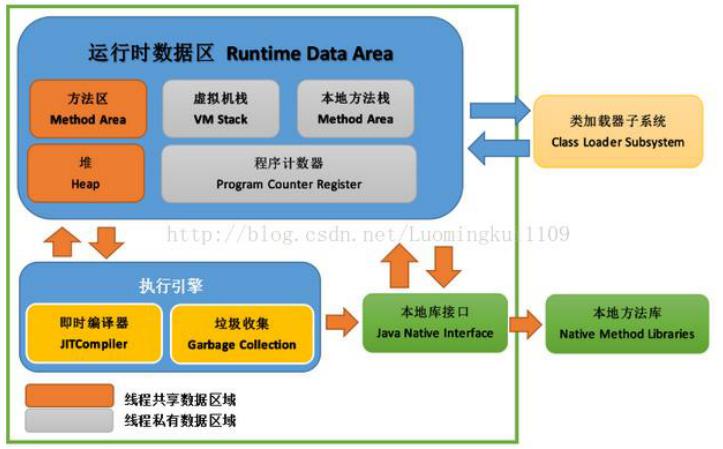 运行时数据区 Runtime Data Area
方法区
Method Area
虚拟机栈
VM Stack
本地方法栈
Method Area
堆
Heap
程序计数器
Program Counter Register
类加载器子系统
Class Loader Subsystem
http://blog.csdn.net/Luomingkui1109
执行引擎
即时编译器
JITCompiler
垃圾收集
Garbage Collection
本地库接口
Java Native Interface
本地方法库
Native Method Libraries
线程共享数据区域
线程私有数据区域